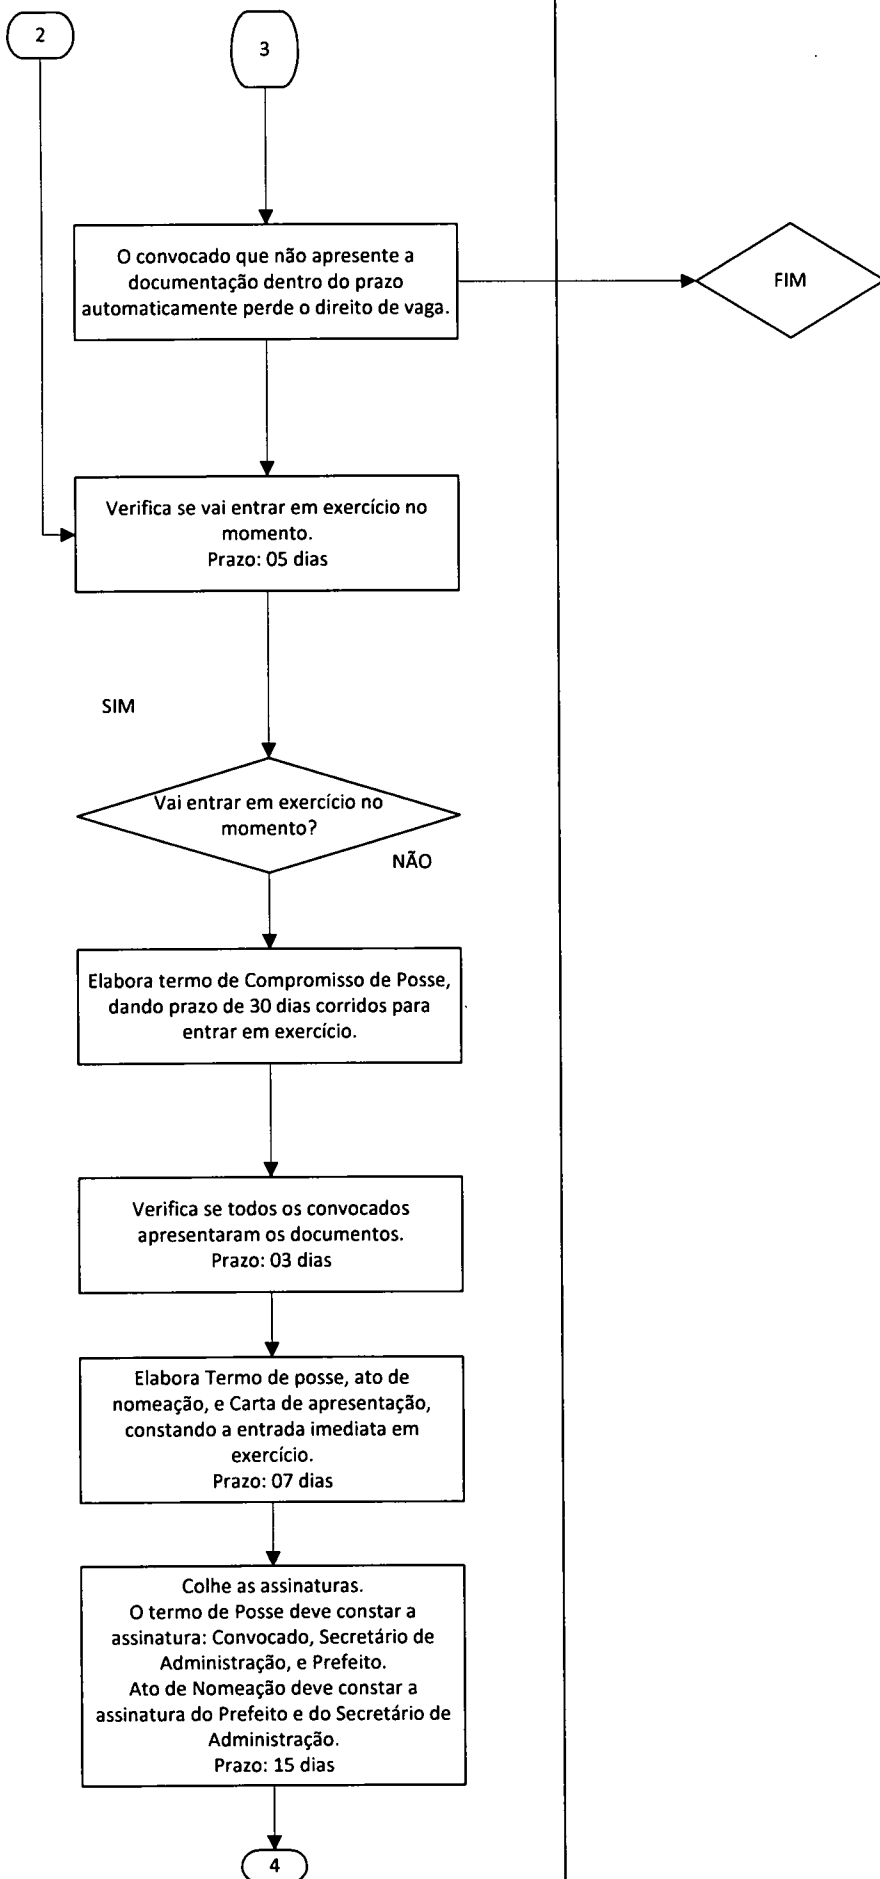 2
3
O convocado que não apresente a
documentação dentro do prazo
automaticamente perde o direito de vaga.
FIM
Verifica se vai entrar em exercício no
momento.
Prazo: 05 dias
SIM
Vai entrar em exercício no
momento?
NÃO
Elabora termo de Compromisso de Posse,
dando prazo de 30 dias corridos para
entrar em exercício.
Verifica se todos os convocados
apresentaram os documentos.
Prazo: 03 dias
Elabora Termo de posse, ato de
nomeação, e Carta de apresentação,
constando a entrada imediata em
exercício.
Prazo: 07 dias
Colhe as assinaturas.
O termo de Posse deve constar a
assinatura: Convocado, Secretário de
Administração, e Prefeito.
Ato de Nomeação deve constar a
assinatura do Prefeito e do Secretário de
Administração.
Prazo: 15 dias
4